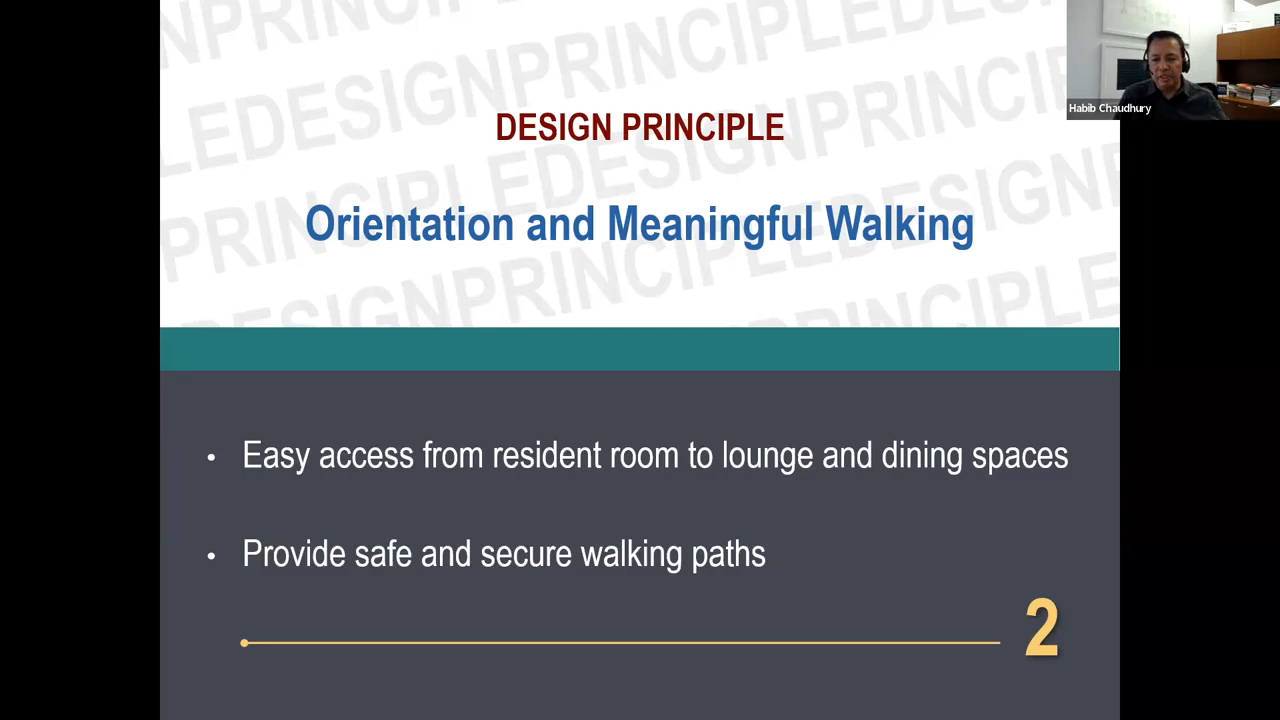 DESIGN PRINCIPLE
Habib Chaudhury
Orientation and Meaningful Walking
• Easy access from resident room to lounge and dining spaces
• Provide safe and secure walking paths
2